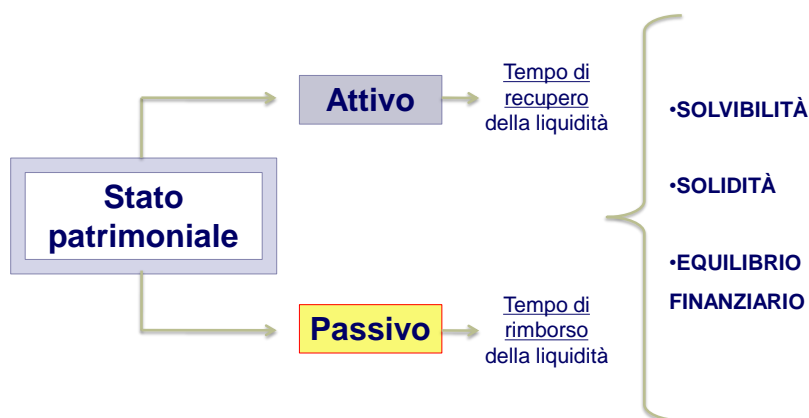 Stato
patrimoniale
Attivo
Tempo di
recupero
della liquidità
Passivo
Tempo di
rimborso
della liquidità
•SOLVIBILITÀ
•SOLIDITÀ
•EQUILIBRIO
FINANZIARIO